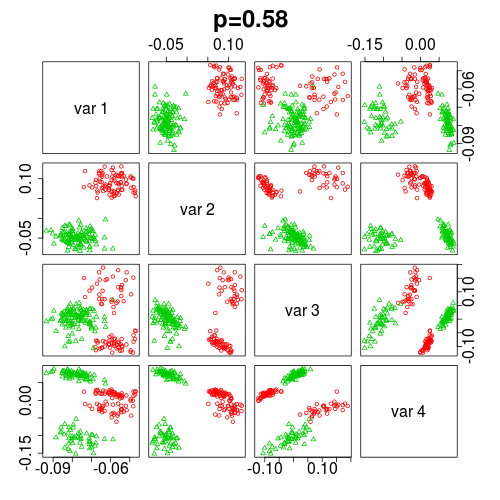 p=0.58
-0.05 0.10 -0.15 0.00
var 1
-0.09 -0.06
0.10
-0.05
var 2
var 3
-0.10 0.10
0.00
-0.15
var 4
-0.09 -0.06 -0.10 0.10